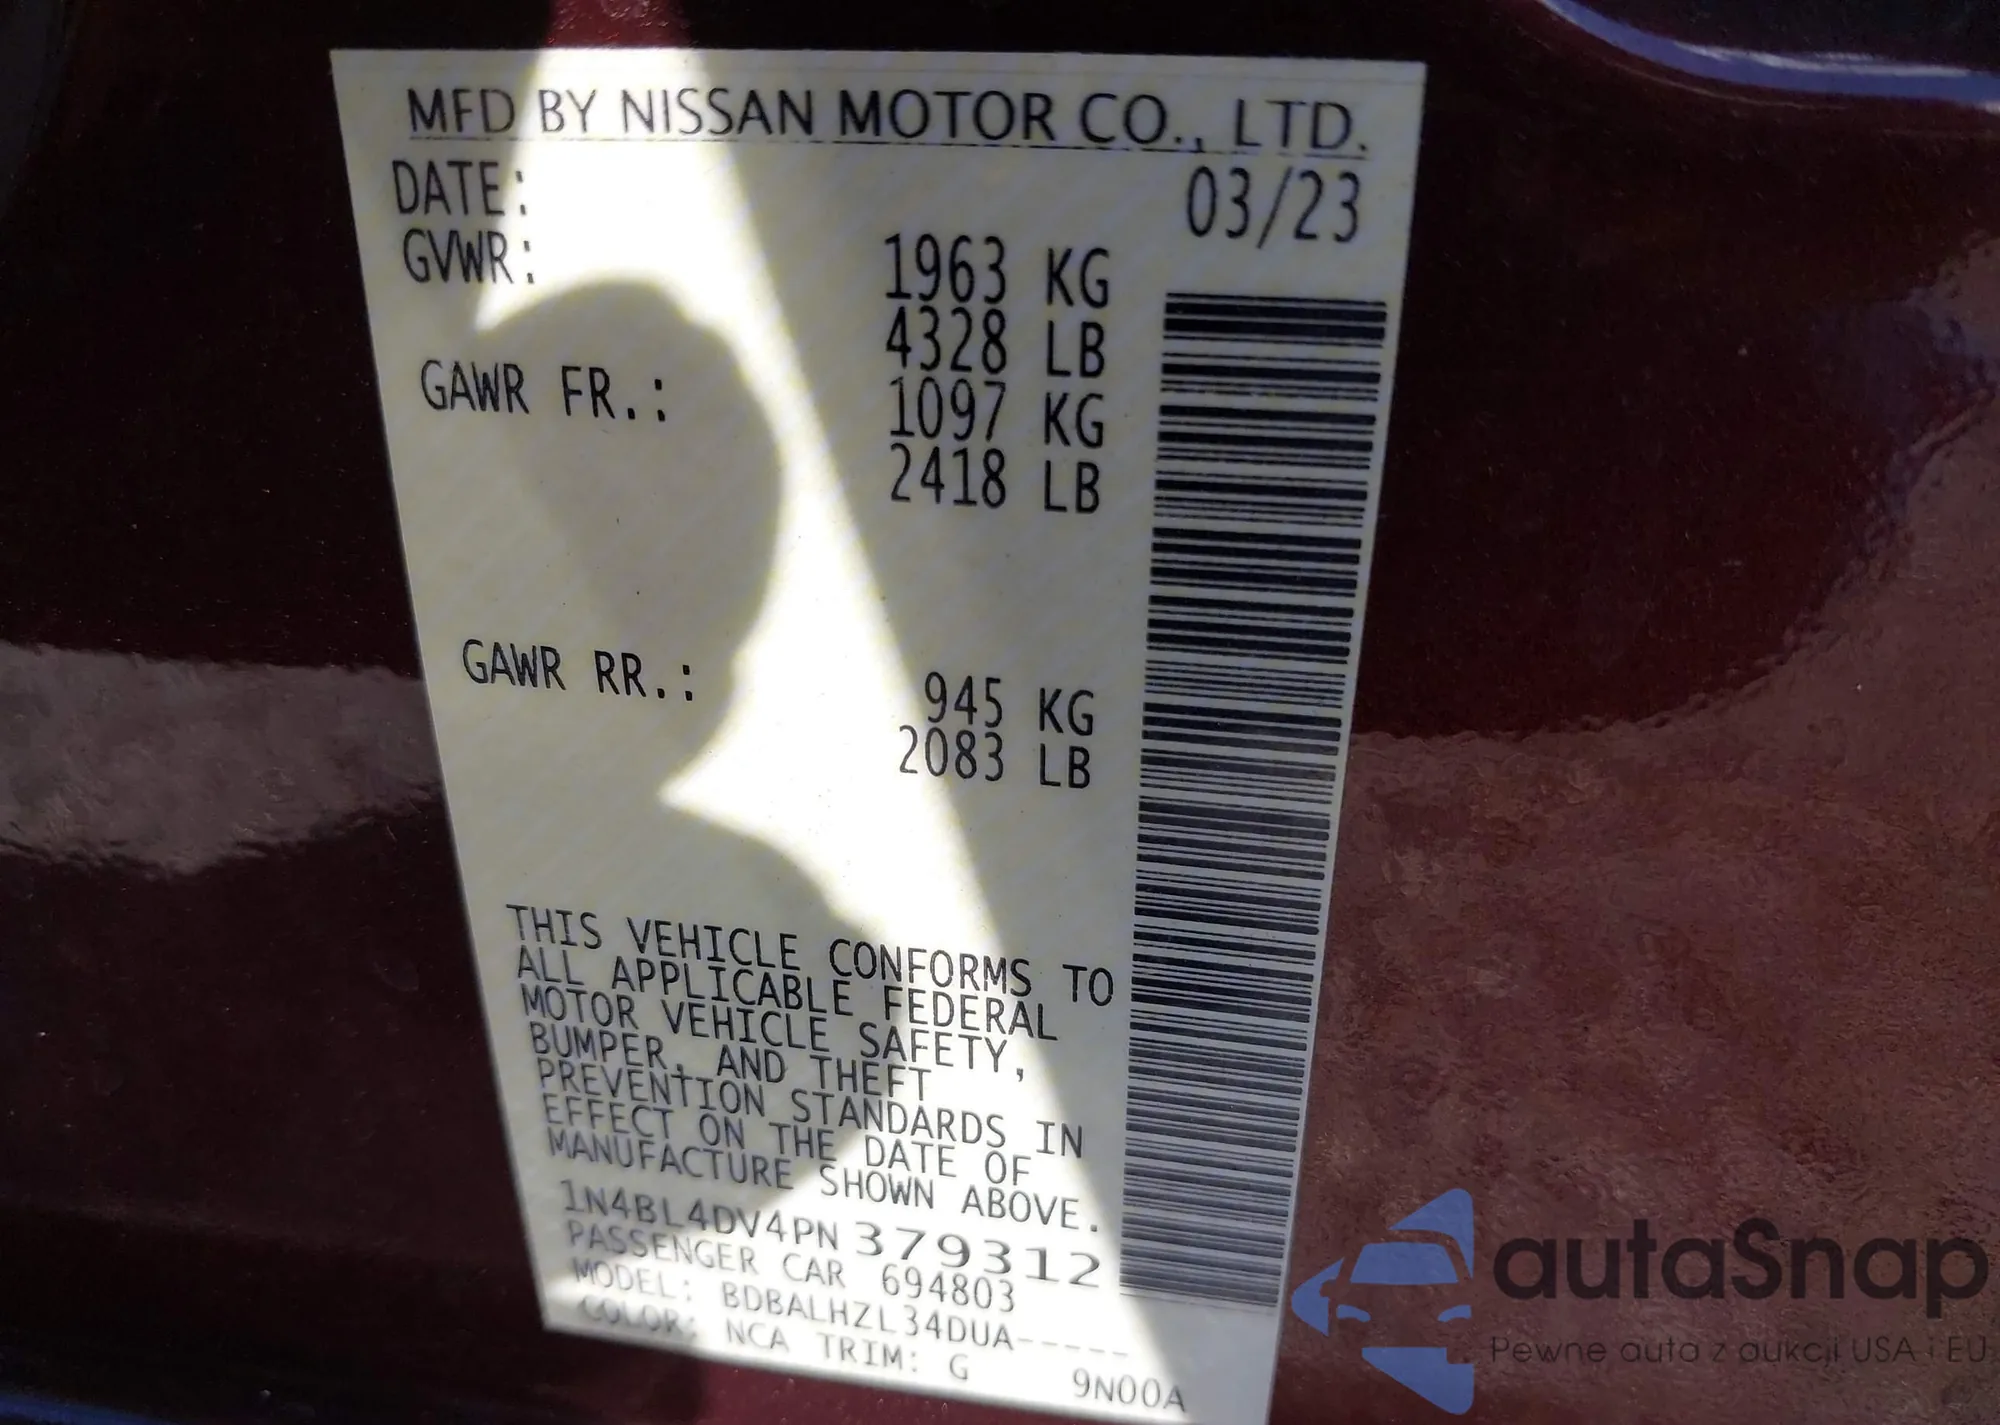 MFD BY NISSAN MOTOR CO., LTD.
DATE: 03/23
GVWR: 1963 KG
4328 LB
GAWR FR.: 1097 KG
2418 LB
GAWR RR.: 945 KG
2083 LB
THIS VEHICLE CONFORMS TO
ALL APPLICABLE FEDERAL
MOTOR VEHICLE SAFETY,
BUMPER, AND THEFT
PREVENTION STANDARDS IN
EFFECT ON THE DATE OF
MANUFACTURE SHOWN ABOVE.
1N4BL4DV4PN379312
PASSENGER CAR 694803
MODEL: BDBALHZL34DUA-----
COLOR: NCA TRIM: G 9N00A
autaSnap
Pewne auta z aukcji USA i EU